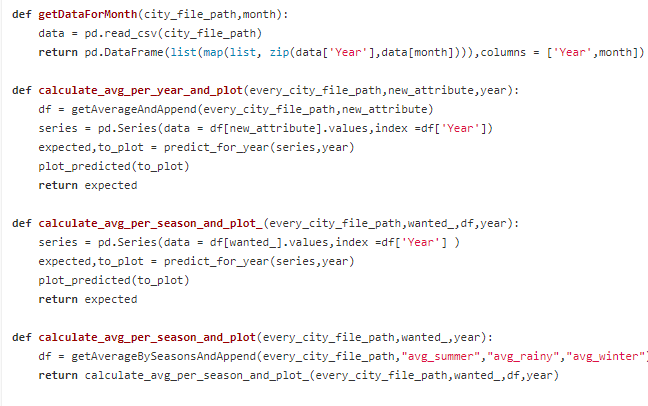 def getDataForMonth(city_file_path,month):
    data = pd.read_csv(city_file_path)
    return pd.DataFrame(list(map(list, zip(data['Year'],data[month]))),columns = ['Year',month])

def calculate_avg_per_year_and_plot(every_city_file_path,new_attribute,year):
    df = getAverageAndAppend(every_city_file_path,new_attribute)
    series = pd.Series(data = df[new_attribute].values,index =df['Year'])
    expected,to_plot = predict_for_year(series,year)
    plot_predicted(to_plot)
    return expected

def calculate_avg_per_season_and_plot_(every_city_file_path,wanted_,df,year):
    series = pd.Series(data = df[wanted_].values,index =df['Year'] )
    expected,to_plot = predict_for_year(series,year)
    plot_predicted(to_plot)
    return expected

def calculate_avg_per_season_and_plot(every_city_file_path,wanted_,year):
    df = getAverageBySeasonsAndAppend(every_city_file_path,"avg_summer","avg_rainy","avg_winter")
    return calculate_avg_per_season_and_plot_(every_city_file_path,wanted_,df,year)